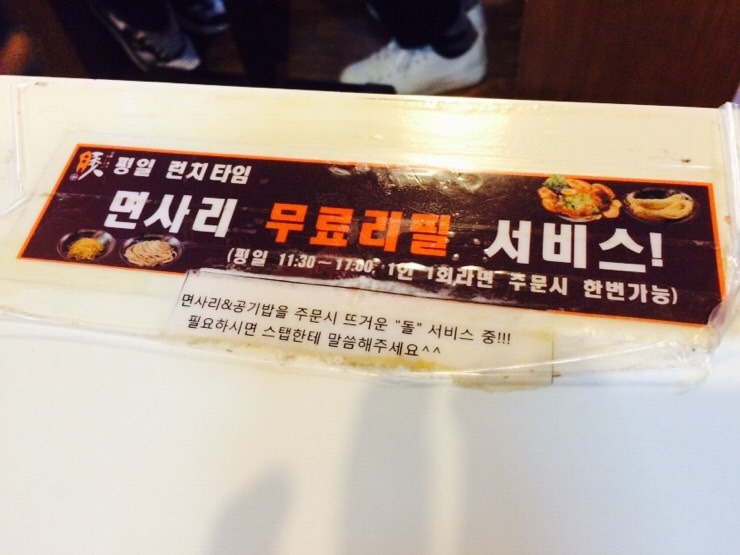 평일 런치타임
면사리 무료리필 서비스!
(평일 11:30 ~ 17:00, 1인 1회라면 주문시 한번가능)
면사리&공기밥을 주문시 뜨거운 "돌" 서비스 중!!!
필요하시면 스탭한테 말씀해주세요^^